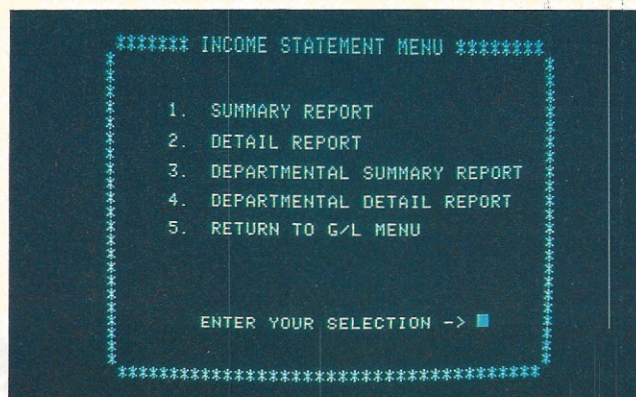 ******* INCOME STATEMENT MENU ********
1. SUMMARY REPORT
2. DETAIL REPORT
3. DEPARTMENTAL SUMMARY REPORT
4. DEPARTMENTAL DETAIL REPORT
5. RETURN TO G/L MENU
ENTER YOUR SELECTION ->